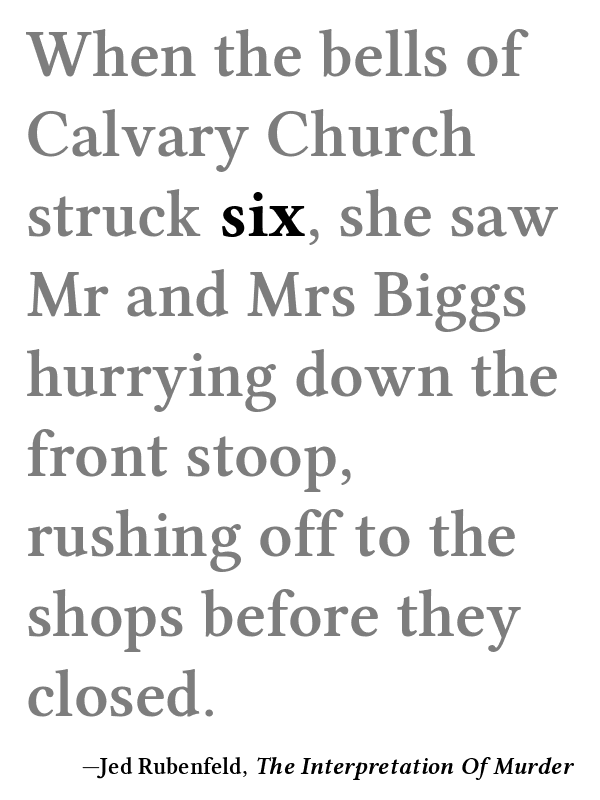 When the bells of
Calvary Church
struck six, she saw
Mr and Mrs Biggs
hurrying down the
front stoop,
rushing off to the
shops before they
closed.
—Jed Rubenfeld, The Interpretation Of Murder